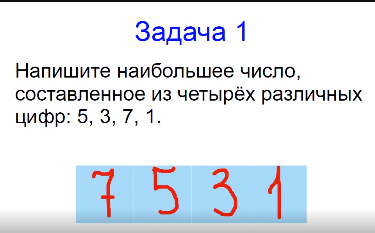 Задача 1
Напишите наибольшее число,
составленное из четырёх различных
цифр: 5, 3, 7, 1.
7 5 3 1